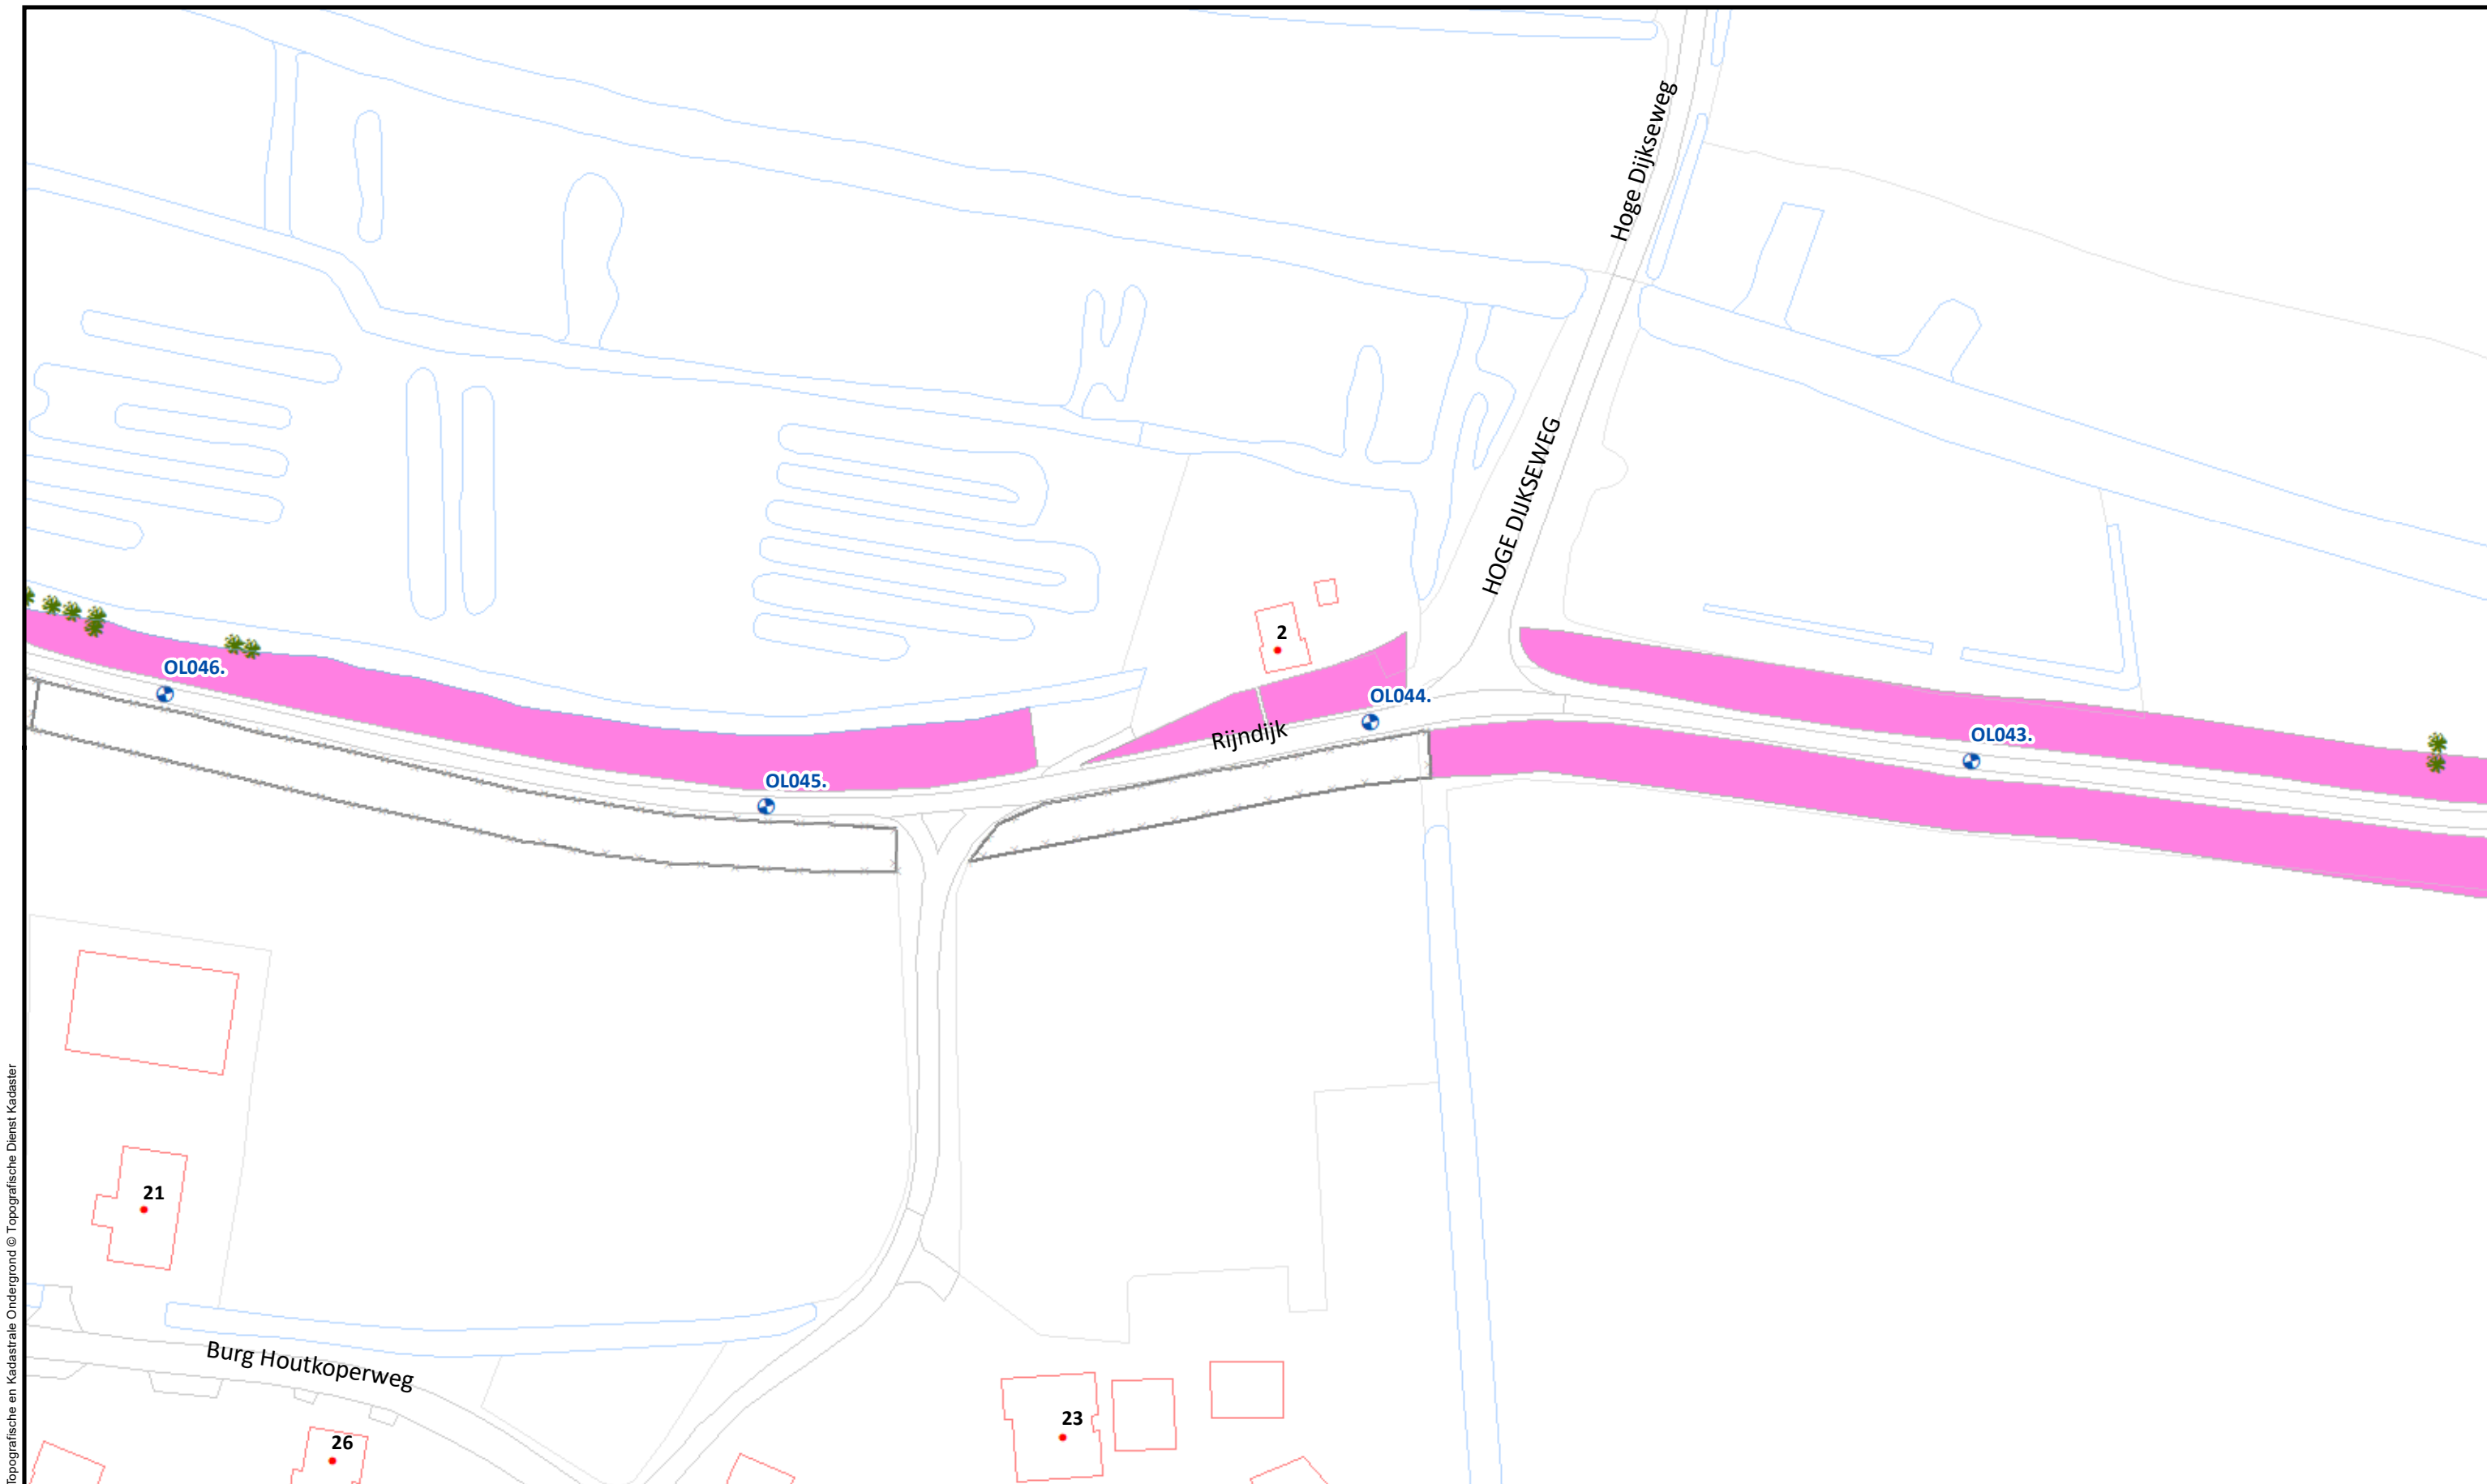 Hoge Dijkseweg
HOGE DIJKSEWEG
2
OL046.
OL044.
Rijndijk
OL043.
OL045.
21
Burg Houtkoperweg
23
26
Topografische en Kadastrale Ondergrond © Topografische Dienst Kadaster